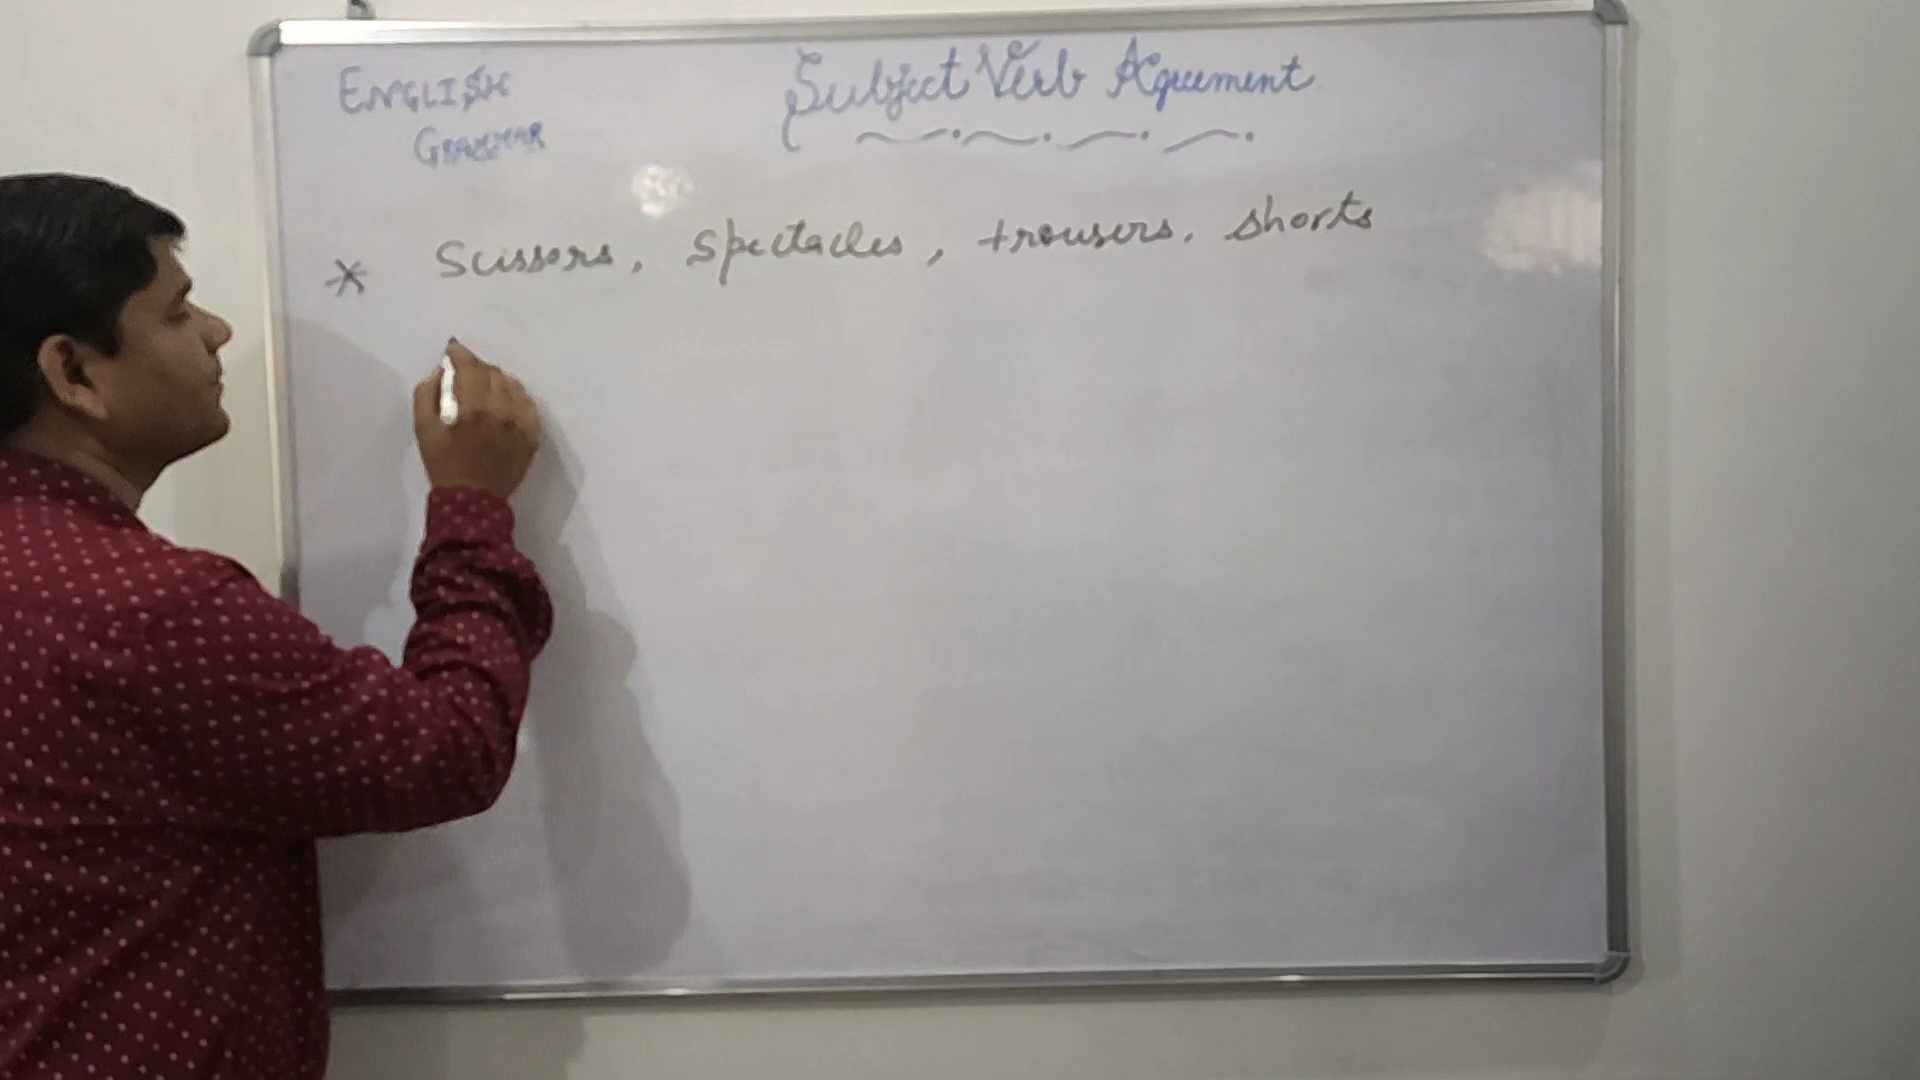 ENGLISH
GRAMMAR
Subject Verb Agreement
* Scissors, Spectacles, trousers, shorts